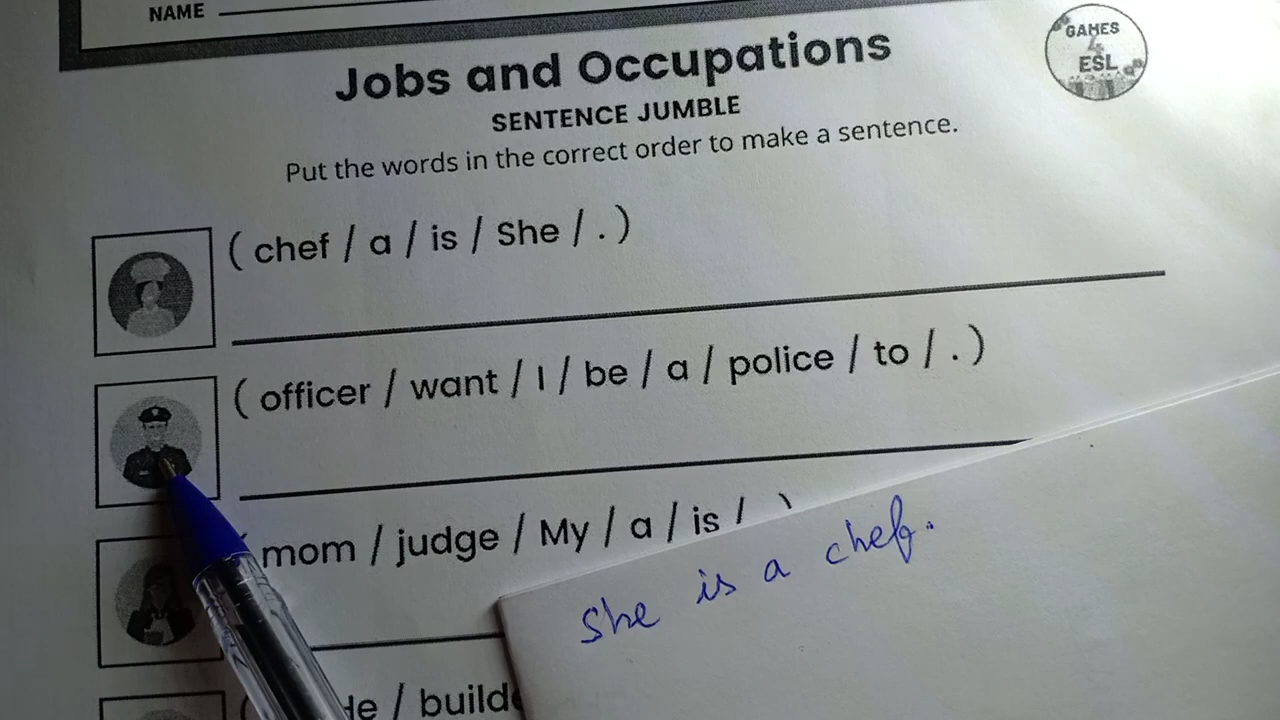 NAME
GAMES
4
ESL
Jobs and Occupations
SENTENCE JUMBLE
Put the words in the correct order to make a sentence.
( chef / a / is / She / . )
( officer / want / I / be / a / police / to / . )
mom / judge / My / a / is /
She is a chef.
/